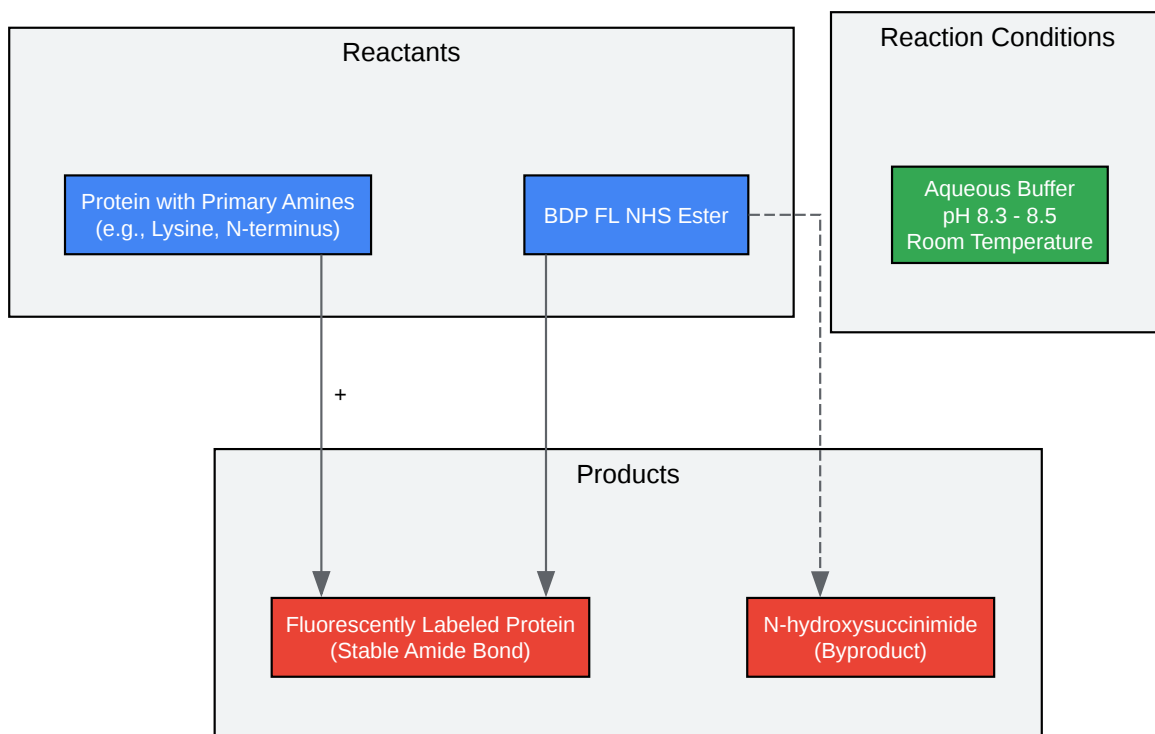 Reactants
Reaction Conditions
Protein with Primary Amines
(e.g., Lysine, N-terminus)
BDP FL NHS Ester
Aqueous Buffer
pH 8.3 - 8.5
Room Temperature
+
Products
Fluorescently Labeled Protein
(Stable Amide Bond)
N-hydroxysuccinimide
(Byproduct)